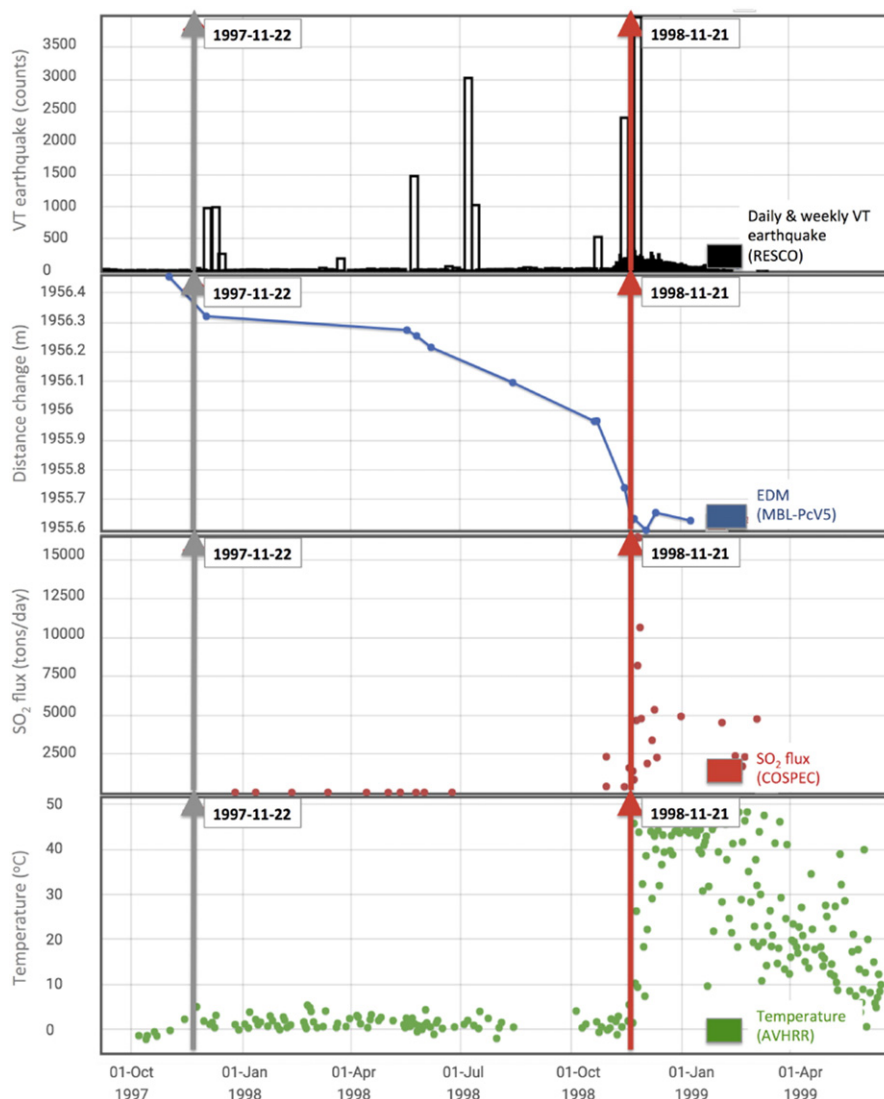 VT earthquake (counts)
3500
3000
2500
2000
1500
1000
500
0
1997-11-22
1998-11-21
Daily & weekly VT
earthquake
(RESCO)
Distance change (m)
1956.4
1956.3
1956.2
1956.1
1956
1955.9
1955.8
1955.7
1955.6
1997-11-22
1998-11-21
EDM
(MBL-PcV5)
SO2 flux (tons/day)
15000
12500
10000
7500
5000
2500
1997-11-22
1998-11-21
SO2 flux
(COSPEC)
Temperature (°C)
50
40
30
20
10
0
1997-11-22
1998-11-21
Temperature
(AVHRR)
01-Oct 01-Jan 01-Apr 01-Jul 01-Oct 01-Jan 01-Apr
1997 1998 1998 1998 1998 1999 1999